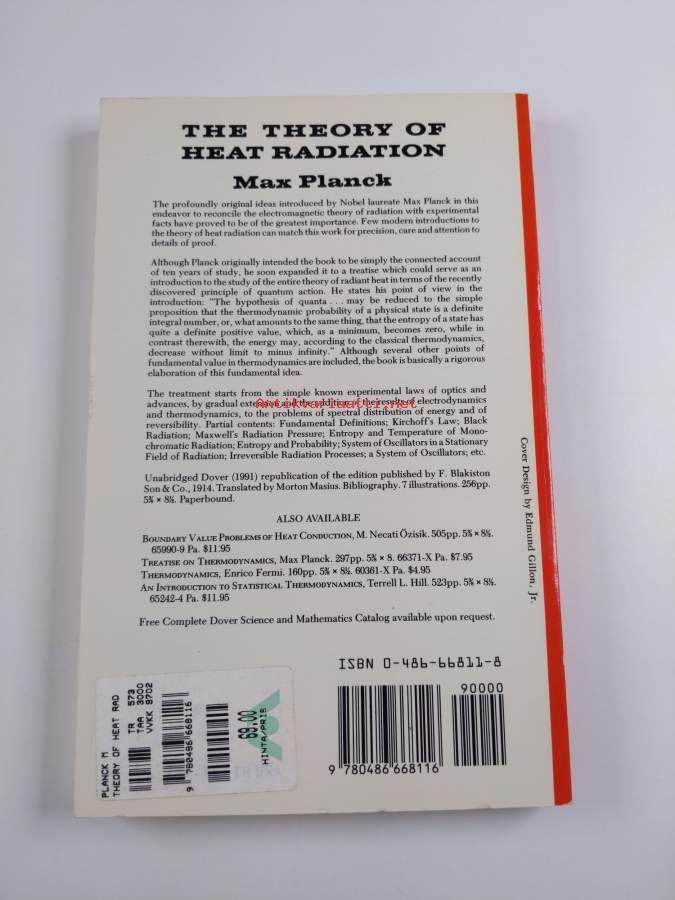 THE THEORY OF
HEAT RADIATION
Max Planck
The profoundly original ideas introduced by Nobel laureate Max Planck in this
endeavor to reconcile the electromagnetic theory of radiation with experimental
facts have proved to be of the greatest importance. Few modern introductions to
the theory of heat radiation can match this work for precision, care and attention to
details of proof.
Although Planck originally intended the book to be simply the connected account
of ten years of study, he soon expanded it to a treatise which could serve as an
introduction to the study of the entire theory of radiant heat in terms of the recently
discovered principle of quantum action. He states his point of view in the
introduction: "The hypothesis of quanta . . . may be reduced to the simple
proposition that the thermodynamic probability of a physical state is a definite
integral number, or, what amounts to the same thing, that the entropy of a state has
quite a definite positive value, which, as a minimum, becomes zero, while in
contrast therewith, the energy may, according to the classical thermodynamics,
decrease without limit to minus infinity." Although several other points of
fundamental value in thermodynamics are included, the book is basically a rigorous
elaboration of this fundamental idea.
The treatment starts from the simple known experimental laws of optics and
advances, by gradual extension and the addition of the results of electrodynamics
antikvariaatti.net
and thermodynamics, to the problems of spectral distribution of energy and of
reversibility. Partial contents: Fundamental Definitions; Kirchoff's Law; Black
Radiation; Maxwell's Radiation Pressure; Entropy and Temperature of Mono-
chromatic Radiation; Entropy and Probability; System of Oscillators in a Stationary
Field of Radiation; Irreversible Radiation Processes; a System of Oscillators; etc.
Unabridged Dover (1991) republication of the edition published by F. Blakiston
Son & Co., 1914. Translated by Morton Masius. Bibliography. 7 illustrations. 256pp.
5⅜ × 8½. Paperbound.
ALSO AVAILABLE
BOUNDARY VALUE PROBLEMS OF HEAT CONDUCTION, M. Necati Özisik. 505pp. 5⅜ × 8½.
65990-9 Pa. $11.95
TREATISE ON THERMODYNAMICS, Max Planck. 297pp. 5⅜ × 8. 66371-X Pa. $7.95
THERMODYNAMICS, Enrico Fermi. 160pp. 5⅜ × 8½. 60361-X Pa. $4.95
AN INTRODUCTION TO STATISTICAL THERMODYNAMICS, Terrell L. Hill. 523pp. 5⅜ × 8½.
65242-4 Pa. $11.95
Free Complete Dover Science and Mathematics Catalog available upon request.
Cover Design by Edmund Gillon, Jr.
ISBN 0-486-66811-8
90000
9 780486 668116
PLANCK M
THEORY OF HEAT RAD
TR 573
TAA 3000
VVKK 8702
9 780486 668116
69.00
HINTA/PRIS